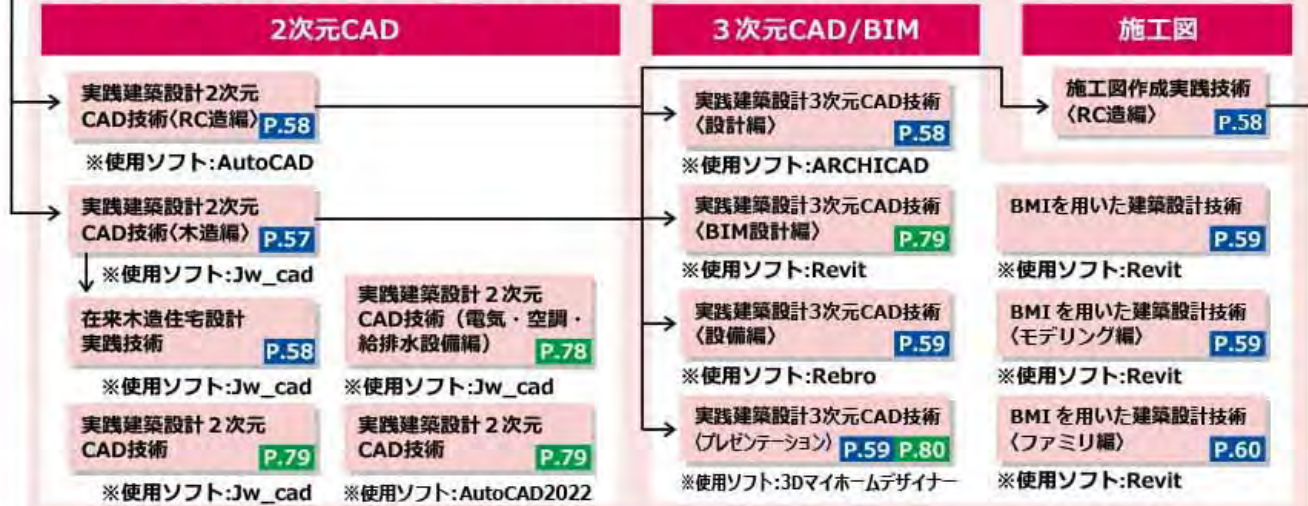 2次元CAD
実践建築設計2次元
CAD技術〈RC造編〉 P.58
※使用ソフト:AutoCAD
実践建築設計2次元
CAD技術〈木造編〉 P.57
※使用ソフト:Jw_cad
在来木造住宅設計
実践技術 P.58
※使用ソフト:Jw_cad
実践建築設計２次元
CAD技術（電気・空調・
給排水設備編） P.78
※使用ソフト:Jw_cad
実践建築設計２次元
CAD技術 P.79
※使用ソフト:Jw_cad
実践建築設計２次元
CAD技術 P.79
※使用ソフト:AutoCAD2022
３次元CAD/BIM
実践建築設計3次元CAD技術
〈設計編〉 P.58
※使用ソフト:ARCHICAD
実践建築設計3次元CAD技術
〈BIM設計編〉 P.79
※使用ソフト:Revit
実践建築設計3次元CAD技術
〈設備編〉 P.59
※使用ソフト:Rebro
実践建築設計3次元CAD技術
〈プレゼンテーション〉 P.59 P.80
※使用ソフト:3Dマイホームデザイナー
施工図
施工図作成実践技術
〈RC造編〉 P.58
BMIを用いた建築設計技術
P.59
※使用ソフト:Revit
BMIを用いた建築設計技術
〈モデリング編〉 P.59
※使用ソフト:Revit
BMIを用いた建築設計技術
〈ファミリ編〉 P.60
※使用ソフト:Revit